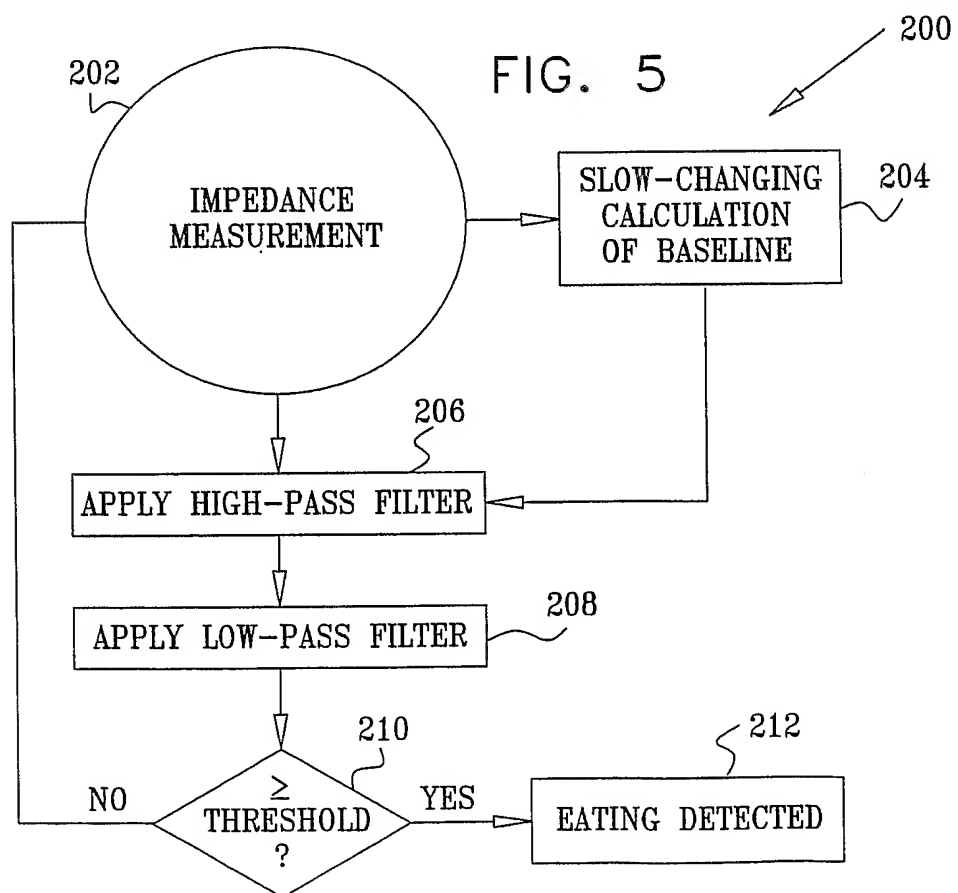 200
FIG. 5
202
IMPEDANCE
MEASUREMENT
SLOW-CHANGING
CALCULATION
OF BASELINE
204
206
APPLY HIGH-PASS FILTER
APPLY LOW-PASS FILTER
208
210
≥
THRESHOLD
?
NO
YES
212
EATING DETECTED